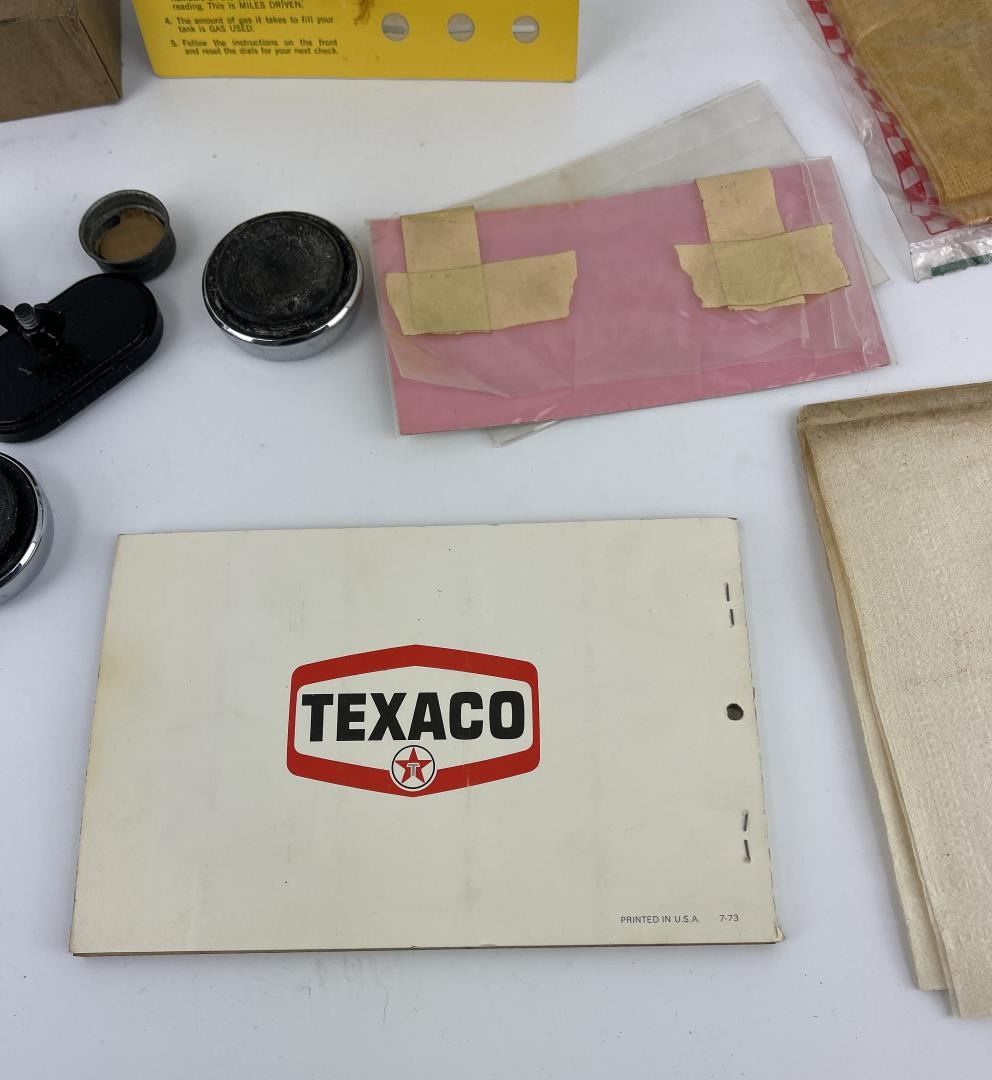 reading. This is MILES DRIVEN.
4. The amount of gas it takes to fill your
tank is GAS USED.
5. Follow the instructions on the front
and reset the dials for your next check.
TEXACO
T
PRINTED IN U.S.A. 7-73